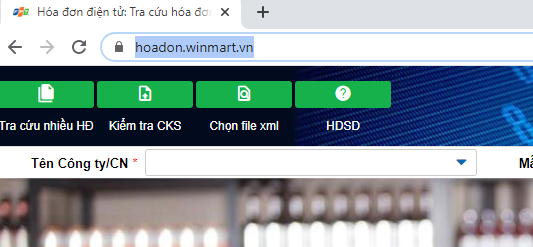 Hóa đơn điện tử: Tra cứu hóa đơ
hoadon.winmart.vn
Tra cứu nhiều HĐ
Kiểm tra CKS
Chọn file xml
HDSD
Tên Công ty/CN *